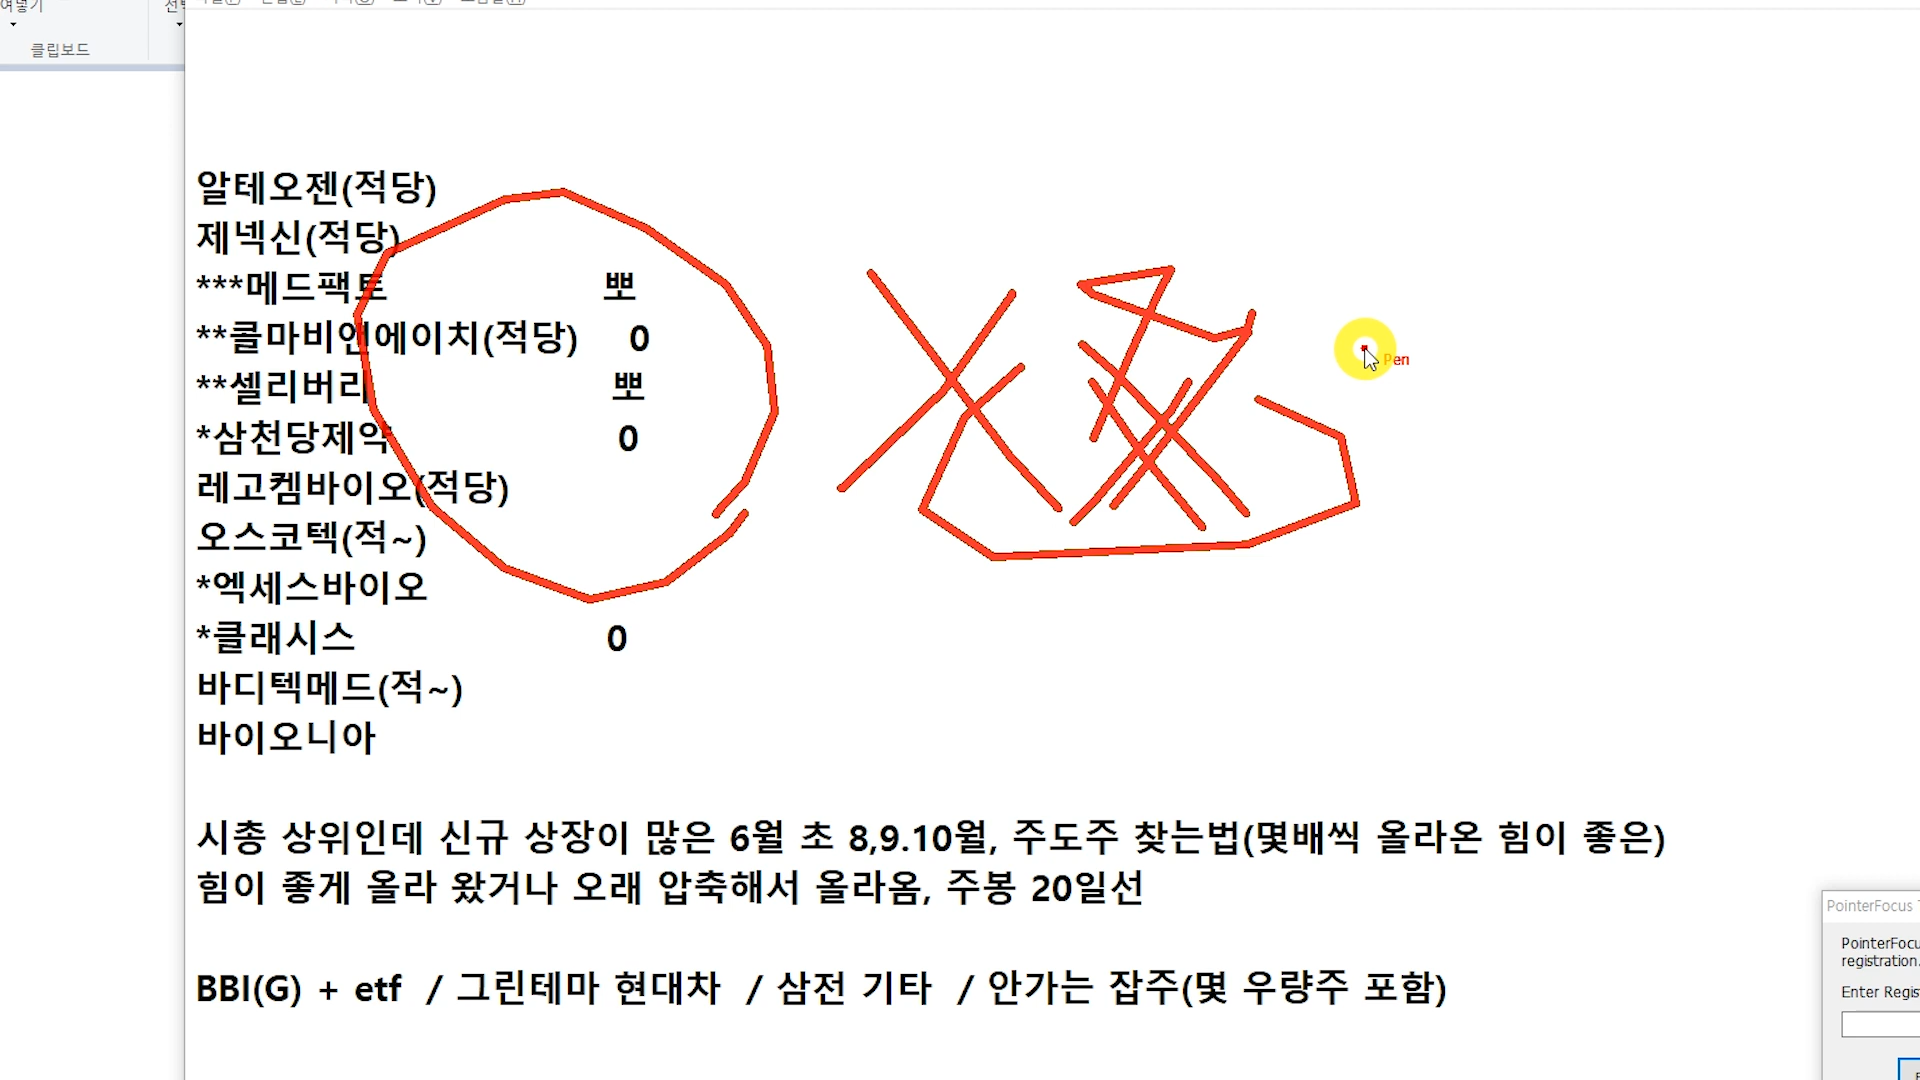 클립보드
알테오젠(적당)
제넥신(적당)
***메드팩트 뽀
**콜마비앤에이치(적당) 0
**셀리버리 뽀
*삼천당제약 0
레고켐바이오(적당)
오스코텍(적~)
*엑세스바이오
*클래시스 0
바디텍메드(적~)
바이오니아
시총 상위인데 신규 상장이 많은 6월 초 8,9.10월, 주도주 찾는법(몇배씩 올라온 힘이 좋은)
힘이 좋게 올라 왔거나 오래 압축해서 올라옴, 주봉 20일선
BBI(G) + etf / 그린테마 현대차 / 삼전 기타 / 안가는 잡주(몇 우량주 포함)
Pen
PointerFocus
registration.
Enter